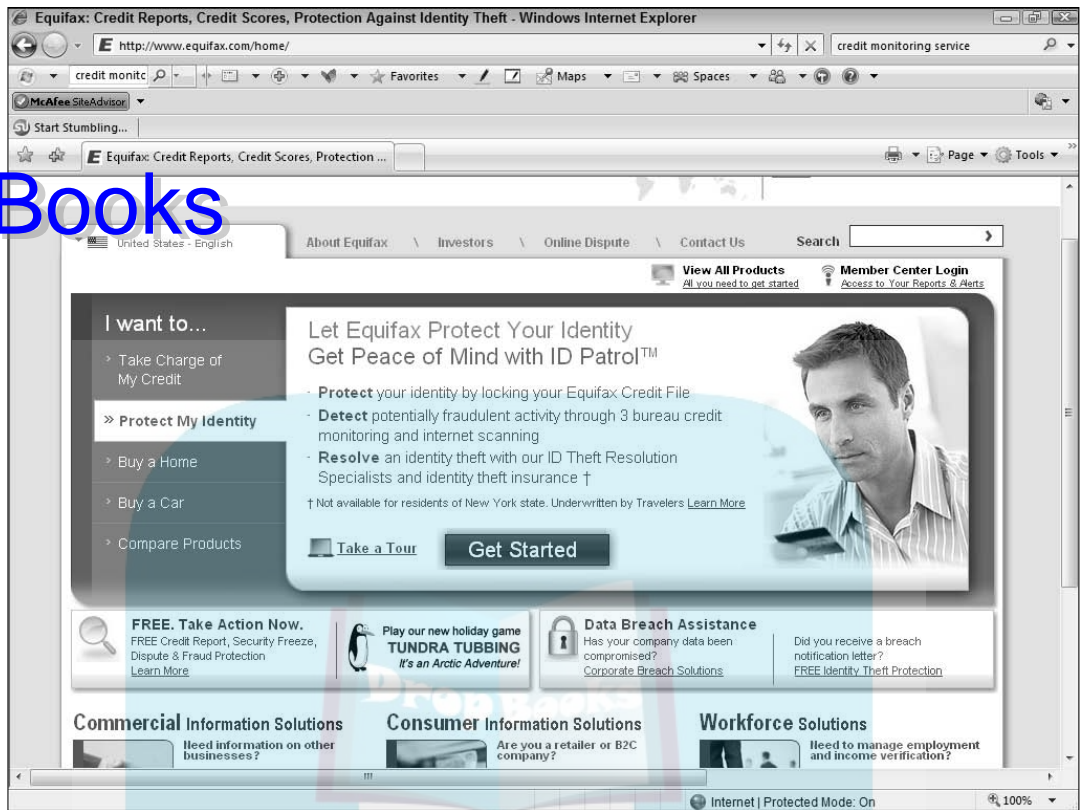 Equifax: Credit Reports, Credit Scores, Protection Against Identity Theft - Windows Internet Explorer
E http://www.equifax.com/home/
credit monitoring service
credit monitc
Favorites
Maps
Spaces
McAfee SiteAdvisor
Start Stumbling...
E Equifax: Credit Reports, Credit Scores, Protection ...
Page
Tools
Books
United States - English
About Equifax \ Investors \ Online Dispute \ Contact Us
Search
View All Products
All you need to get started
Member Center Login
Access to Your Reports & Alerts
I want to...
› Take Charge of
My Credit
» Protect My Identity
› Buy a Home
› Buy a Car
› Compare Products
Let Equifax Protect Your Identity
Get Peace of Mind with ID Patrol™
· Protect your identity by locking your Equifax Credit File
· Detect potentially fraudulent activity through 3 bureau credit
monitoring and internet scanning
· Resolve an identity theft with our ID Theft Resolution
Specialists and identity theft insurance †
† Not available for residents of New York state. Underwritten by Travelers Learn More
Take a Tour
Get Started
FREE. Take Action Now.
FREE Credit Report, Security Freeze,
Dispute & Fraud Protection
Learn More
Play our new holiday game
TUNDRA TUBBING
It's an Arctic Adventure!
Data Breach Assistance
Has your company data been
compromised?
Corporate Breach Solutions
Did you receive a breach
notification letter?
FREE Identity Theft Protection
DropBooks
Commercial Information Solutions
Need information on other
businesses?
Consumer Information Solutions
Are you a retailer or B2C
company?
Workforce Solutions
Need to manage employment
and income verification?
Internet | Protected Mode: On
100%